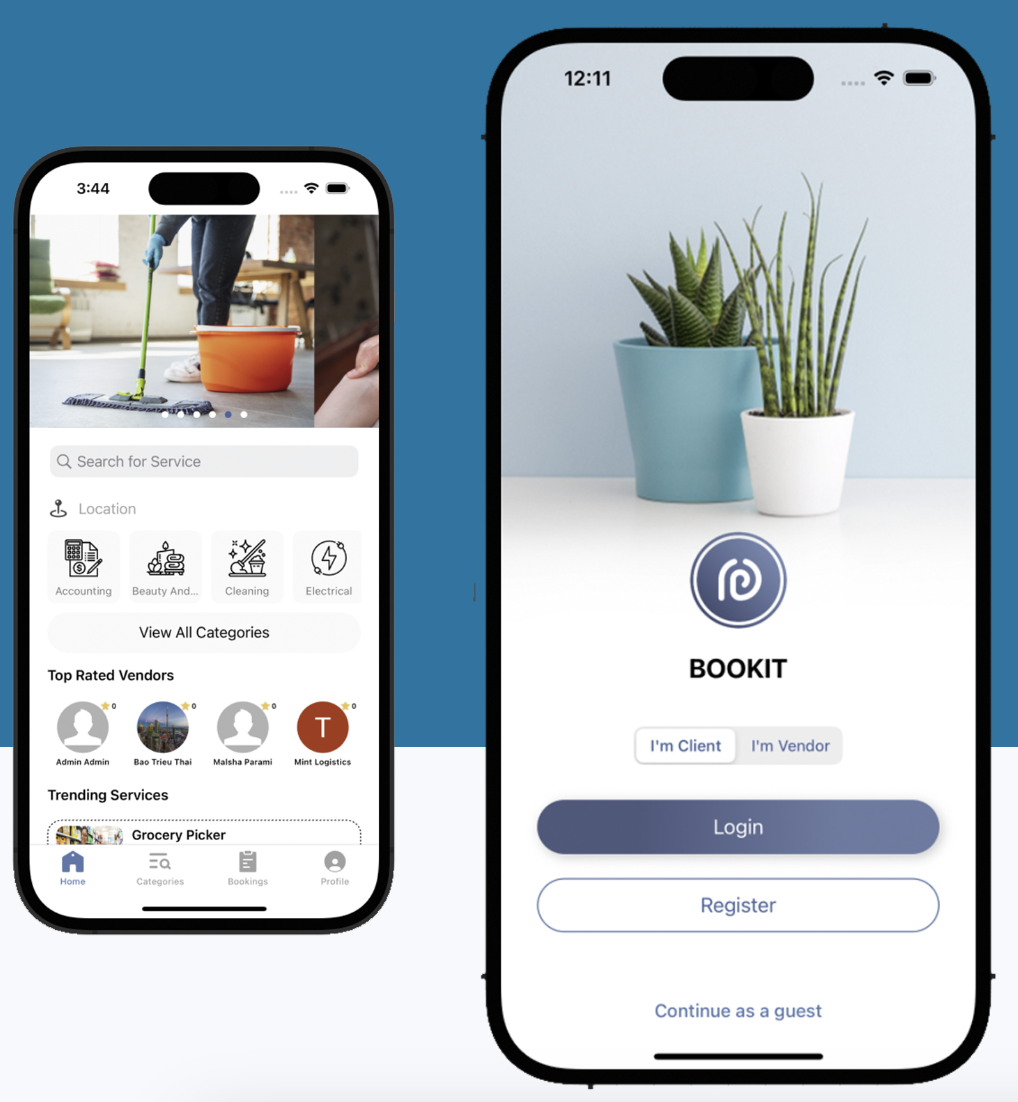 3:44
Search for Service
Location
Accounting
Beauty And...
Cleaning
Electrical
View All Categories
Top Rated Vendors
0
0
0
T
0
Admin Admin
Bao Trieu Thai
Malsha Parami
Mint Logistics
Trending Services
Grocery Picker
Home
Categories
Bookings
Profile
12:11
BOOKIT
I'm Client
I'm Vendor
Login
Register
Continue as a guest